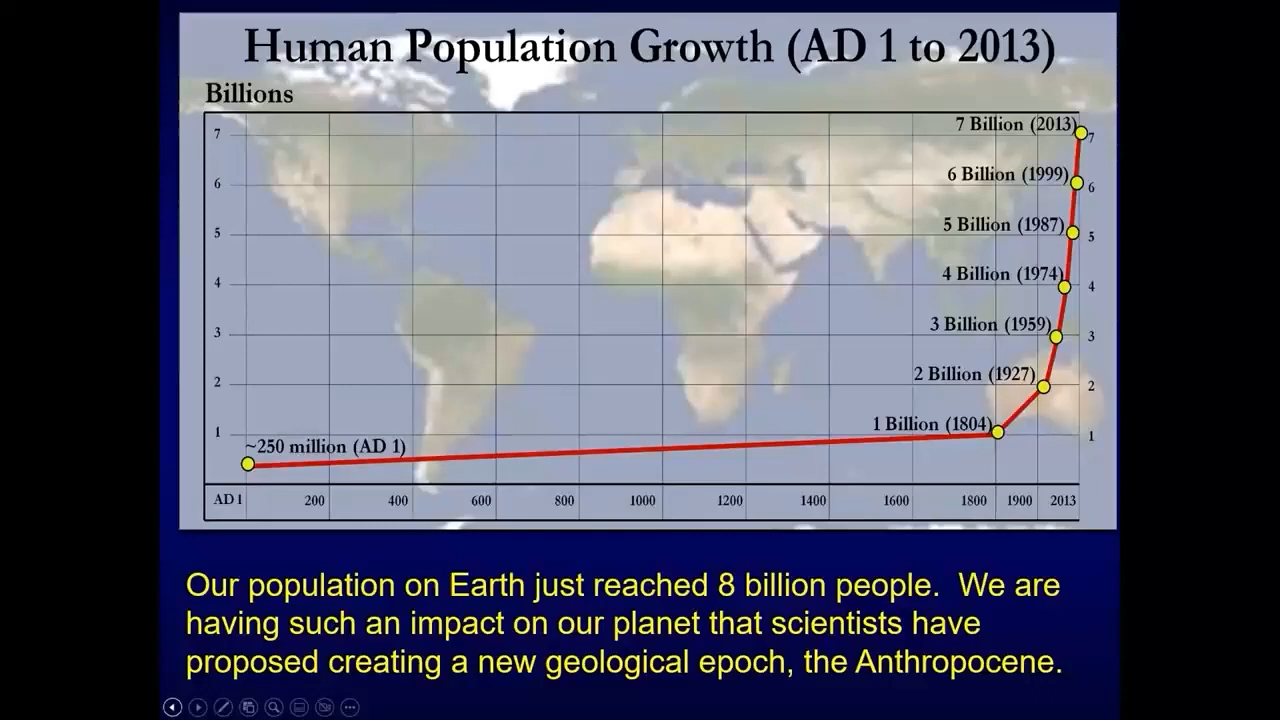 Human Population Growth (AD 1 to 2013)
Billions
7 Billion (2013)
7
7
6 Billion (1999)
6
6
5 Billion (1987)
5
5
4 Billion (1974)
4
4
3 Billion (1959)
3
3
2 Billion (1927)
2
2
1 Billion (1804)
1
1
~250 million (AD 1)
AD 1 200 400 600 800 1000 1200 1400 1600 1800 1900 2013
Our population on Earth just reached 8 billion people. We are
having such an impact on our planet that scientists have
proposed creating a new geological epoch, the Anthropocene.